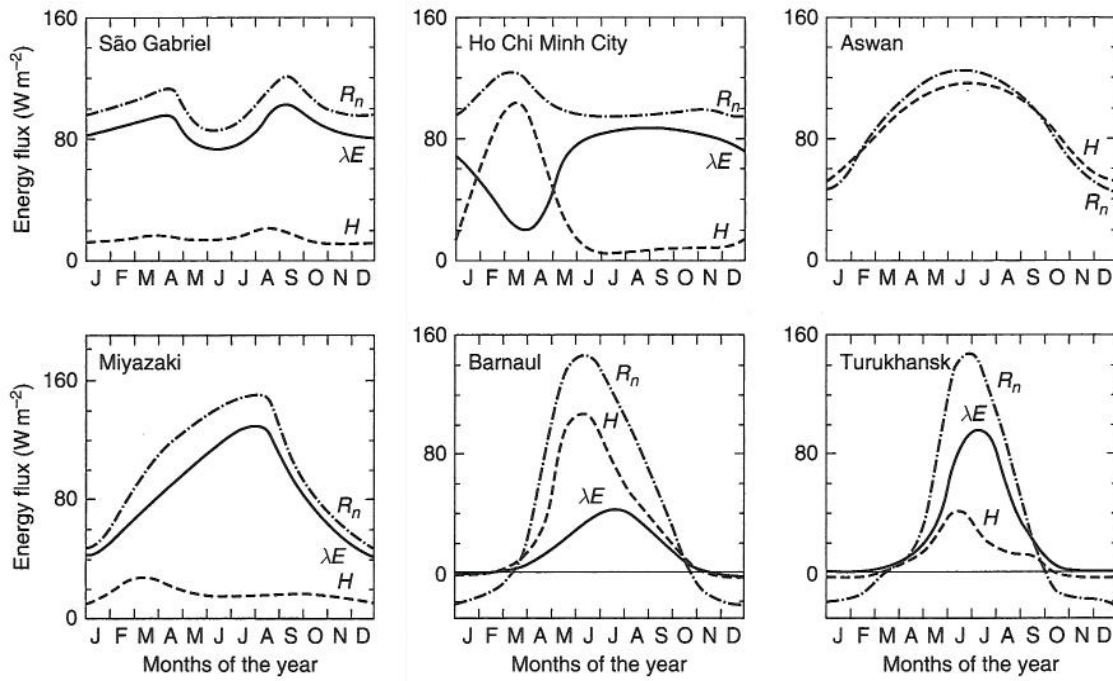 Energy flux (W m⁻²)
160
80
0
São Gabriel
Rₙ
λE
H
J F M A M J J A S O N D
160
80
0
Ho Chi Minh City
Rₙ
λE
H
J F M A M J J A S O N D
160
80
0
Aswan
H
Rₙ
J F M A M J J A S O N D
Energy flux (W m⁻²)
160
80
0
Miyazaki
Rₙ
λE
H
J F M A M J J A S O N D
Months of the year
160
80
0
Barnaul
Rₙ
H
λE
J F M A M J J A S O N D
Months of the year
160
80
0
Turukhansk
Rₙ
λE
H
J F M A M J J A S O N D
Months of the year